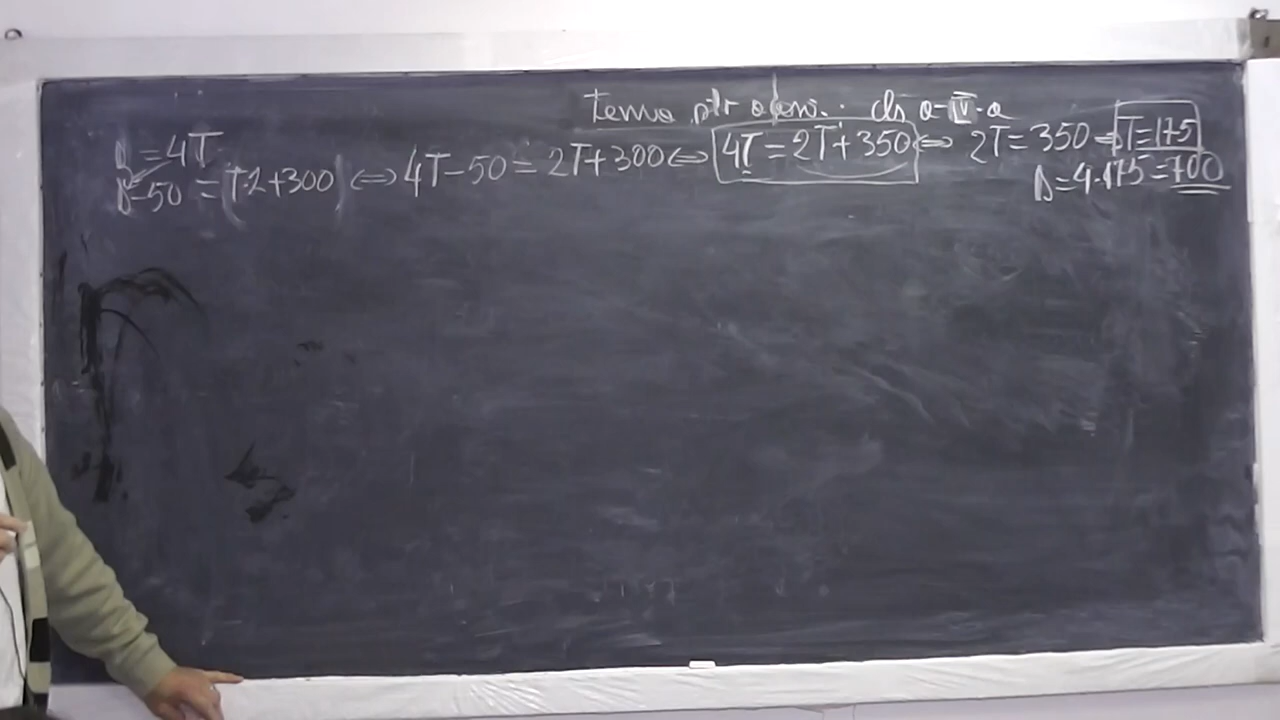 Tema ptr elevi: cls a-IV-a
D = 4T
D-50 = (T·2+300) ⇔ 4T-50 = 2T+300 ⇔ 4T = 2T+350 ⇔ 2T = 350 ⇒ T=175
D=4·175=700